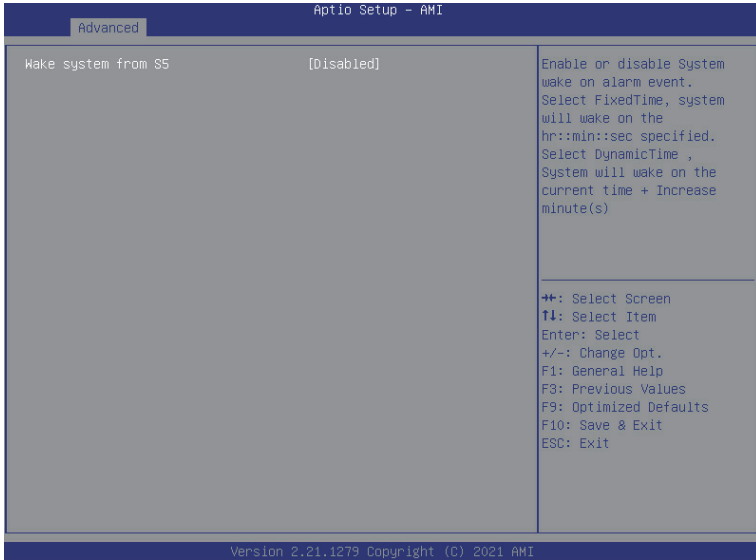 Aptio Setup – AMI
Advanced
Wake system from S5 [Disabled]
Enable or disable System
wake on alarm event.
Select FixedTime, system
will wake on the
hr::min::sec specified.
Select DynamicTime ,
System will wake on the
current time + Increase
minute(s)
→←: Select Screen
↑↓: Select Item
Enter: Select
+/-: Change Opt.
F1: General Help
F3: Previous Values
F9: Optimized Defaults
F10: Save & Exit
ESC: Exit
Version 2.21.1279 Copyright (C) 2021 AMI